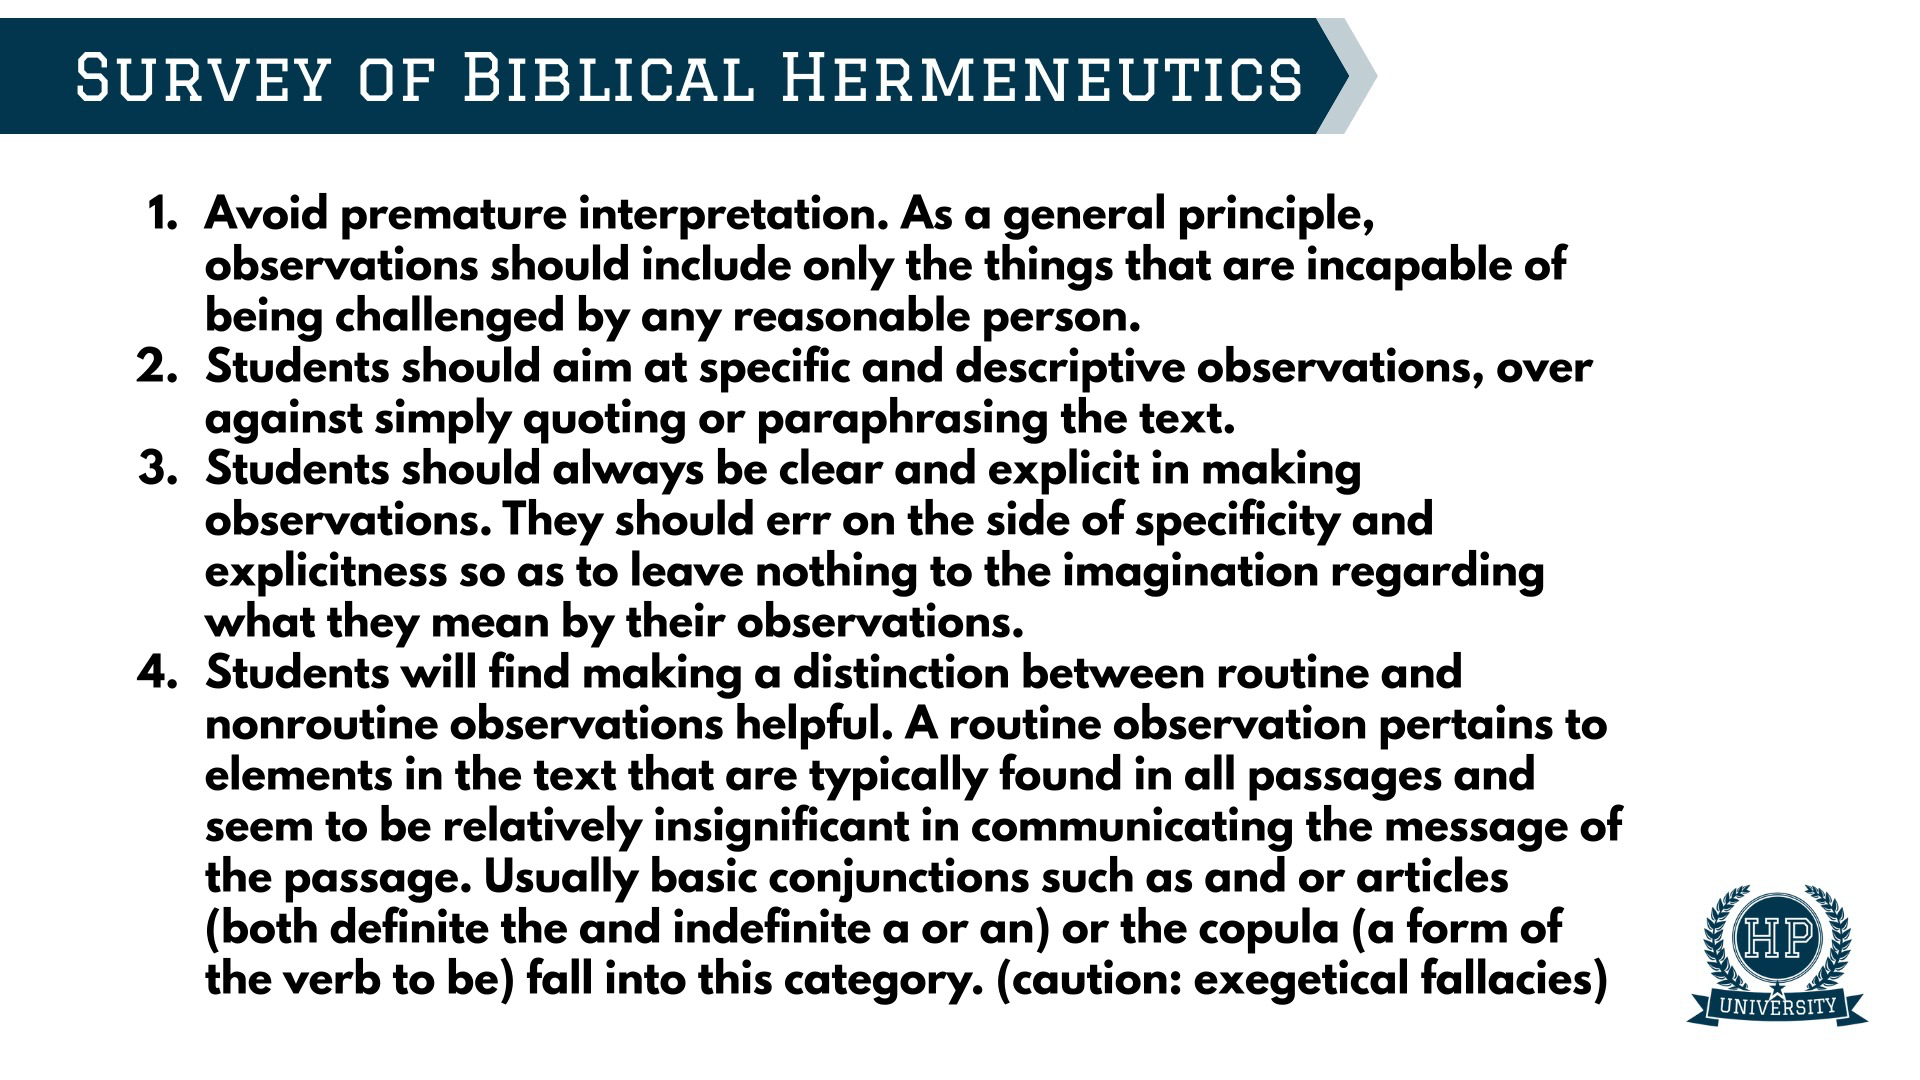 Survey of Biblical Hermeneutics
1. Avoid premature interpretation. As a general principle,
observations should include only the things that are incapable of
being challenged by any reasonable person.
2. Students should aim at specific and descriptive observations, over
against simply quoting or paraphrasing the text.
3. Students should always be clear and explicit in making
observations. They should err on the side of specificity and
explicitness so as to leave nothing to the imagination regarding
what they mean by their observations.
4. Students will find making a distinction between routine and
nonroutine observations helpful. A routine observation pertains to
elements in the text that are typically found in all passages and
seem to be relatively insignificant in communicating the message of
the passage. Usually basic conjunctions such as and or articles
(both definite the and indefinite a or an) or the copula (a form of
the verb to be) fall into this category. (caution: exegetical fallacies)
HP
UNIVERSITY